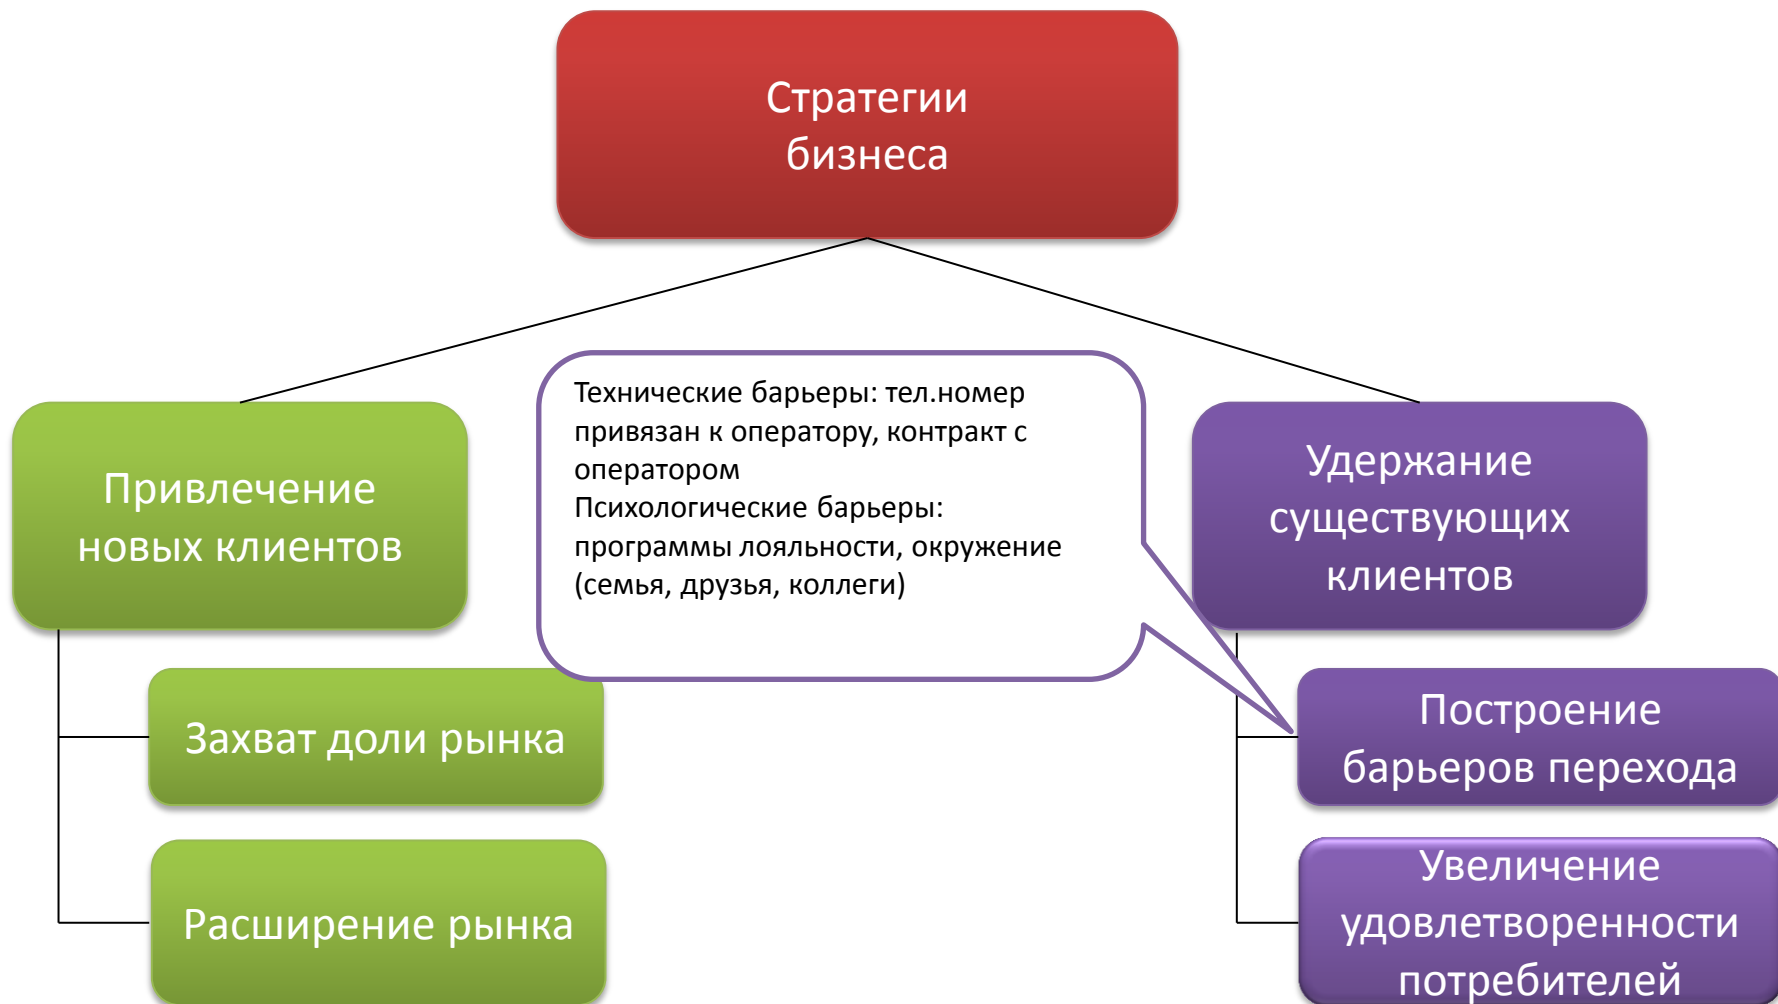 Стратегии
бизнеса
Привлечение
новых клиентов
Захват доли рынка
Расширение рынка
Технические барьеры: тел.номер
привязан к оператору, контракт с
оператором
Психологические барьеры:
программы лояльности, окружение
(семья, друзья, коллеги)
Удержание
существующих
клиентов
Построение
барьеров перехода
Увеличение
удовлетворенности
потребителей